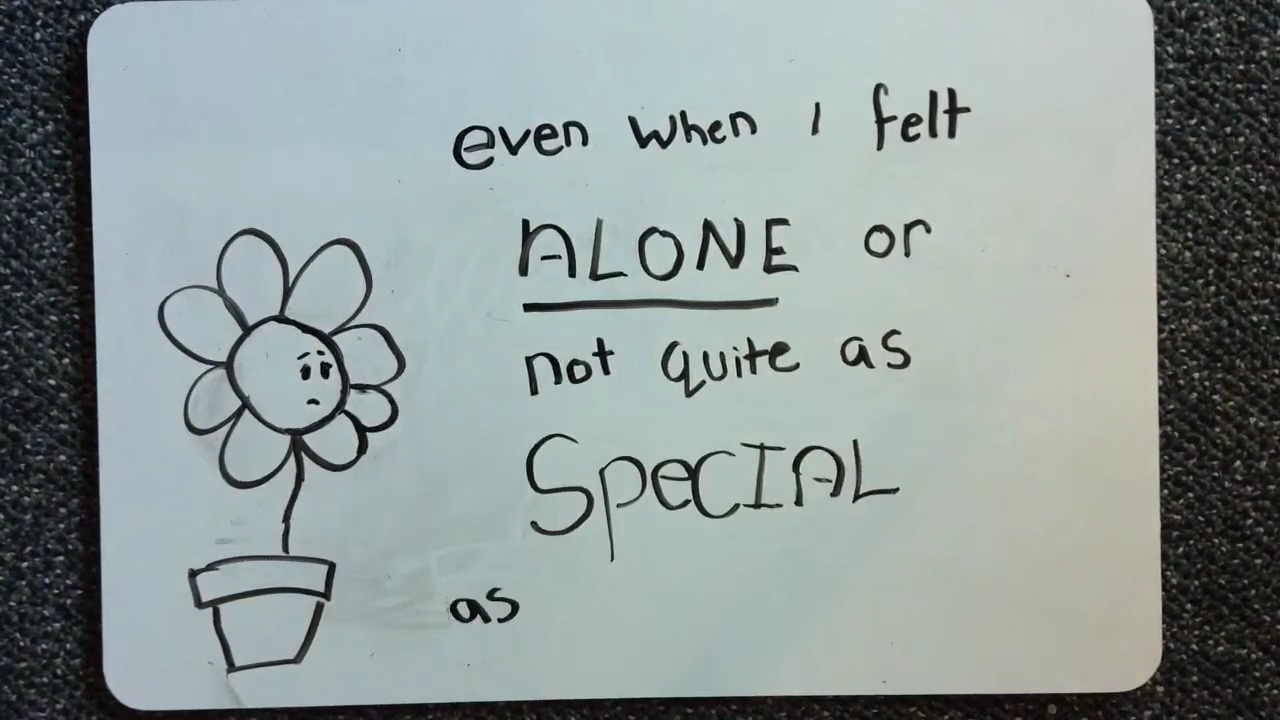 even when I felt
ALONE or
not quite as
SpeCIAL
as